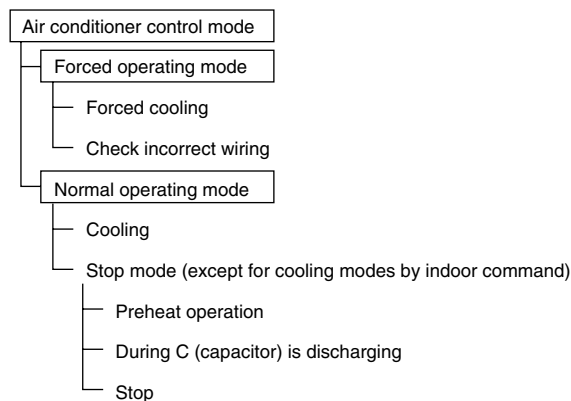 Air conditioner control mode
Forced operating mode
Forced cooling
Check incorrect wiring
Normal operating mode
Cooling
Stop mode (except for cooling modes by indoor command)
Preheat operation
During C (capacitor) is discharging
Stop